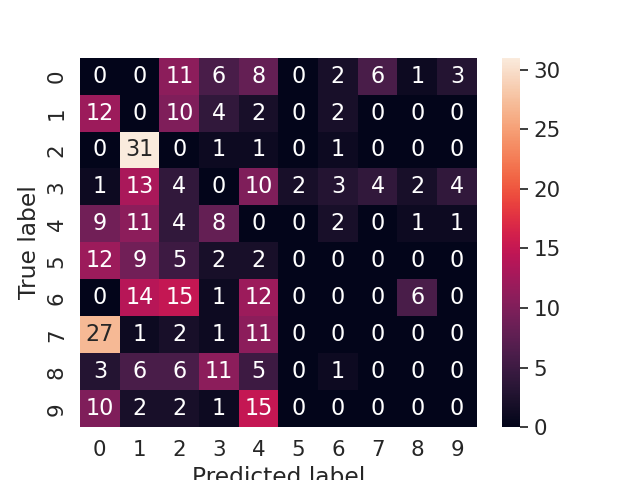 0 0 0 11 6 8 0 2 6 1 3
1 12 0 10 4 2 0 2 0 0 0
2 0 31 0 1 1 0 1 0 0 0
3 1 13 4 0 10 2 3 4 2 4
4 9 11 4 8 0 0 2 0 1 1
5 12 9 5 2 2 0 0 0 0 0
6 0 14 15 1 12 0 0 0 6 0
7 27 1 2 1 11 0 0 0 0 0
8 3 6 6 11 5 0 1 0 0 0
9 10 2 2 1 15 0 0 0 0 0
0 1 2 3 4 5 6 7 8 9
True label
Predicted label
30
25
20
15
10
5
0